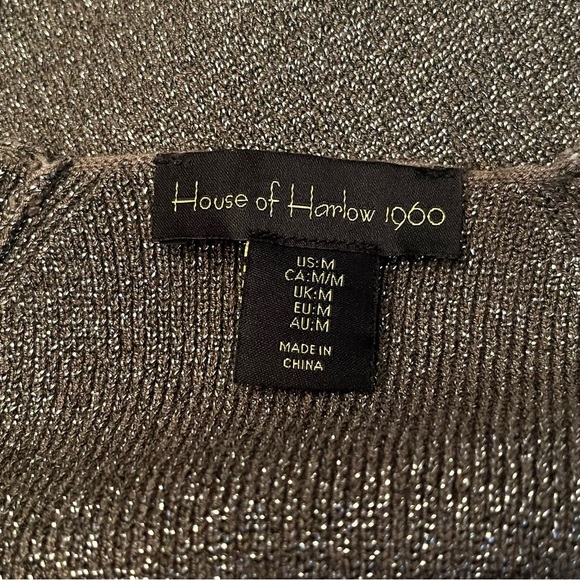 House of Harlow 1960
US:M
CA:M/M
UK:M
EU:M
AU:M
MADE IN
CHINA